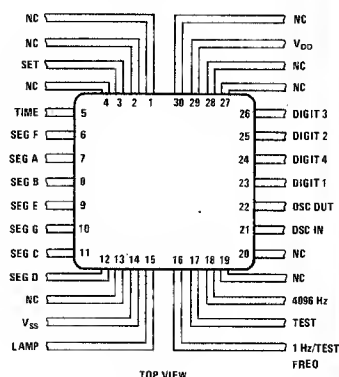 NC
NC
NC
V_DD
SET
NC
NC
NC
4 3 2 1 30 29 28 27
TIME 5 26 DIGIT 3
SEG F 6 25 DIGIT 2
SEG A 7 24 DIGIT 4
SEG B 8 23 DIGIT 1
SEG E 9 22 OSC OUT
SEG G 10 21 OSC IN
SEG C 11 20 NC
12 13 14 15 16 17 18 19
SEG D NC
NC 4096 Hz
V_SS TEST
LAMP 1 Hz/TEST
FREQ
TOP VIEW